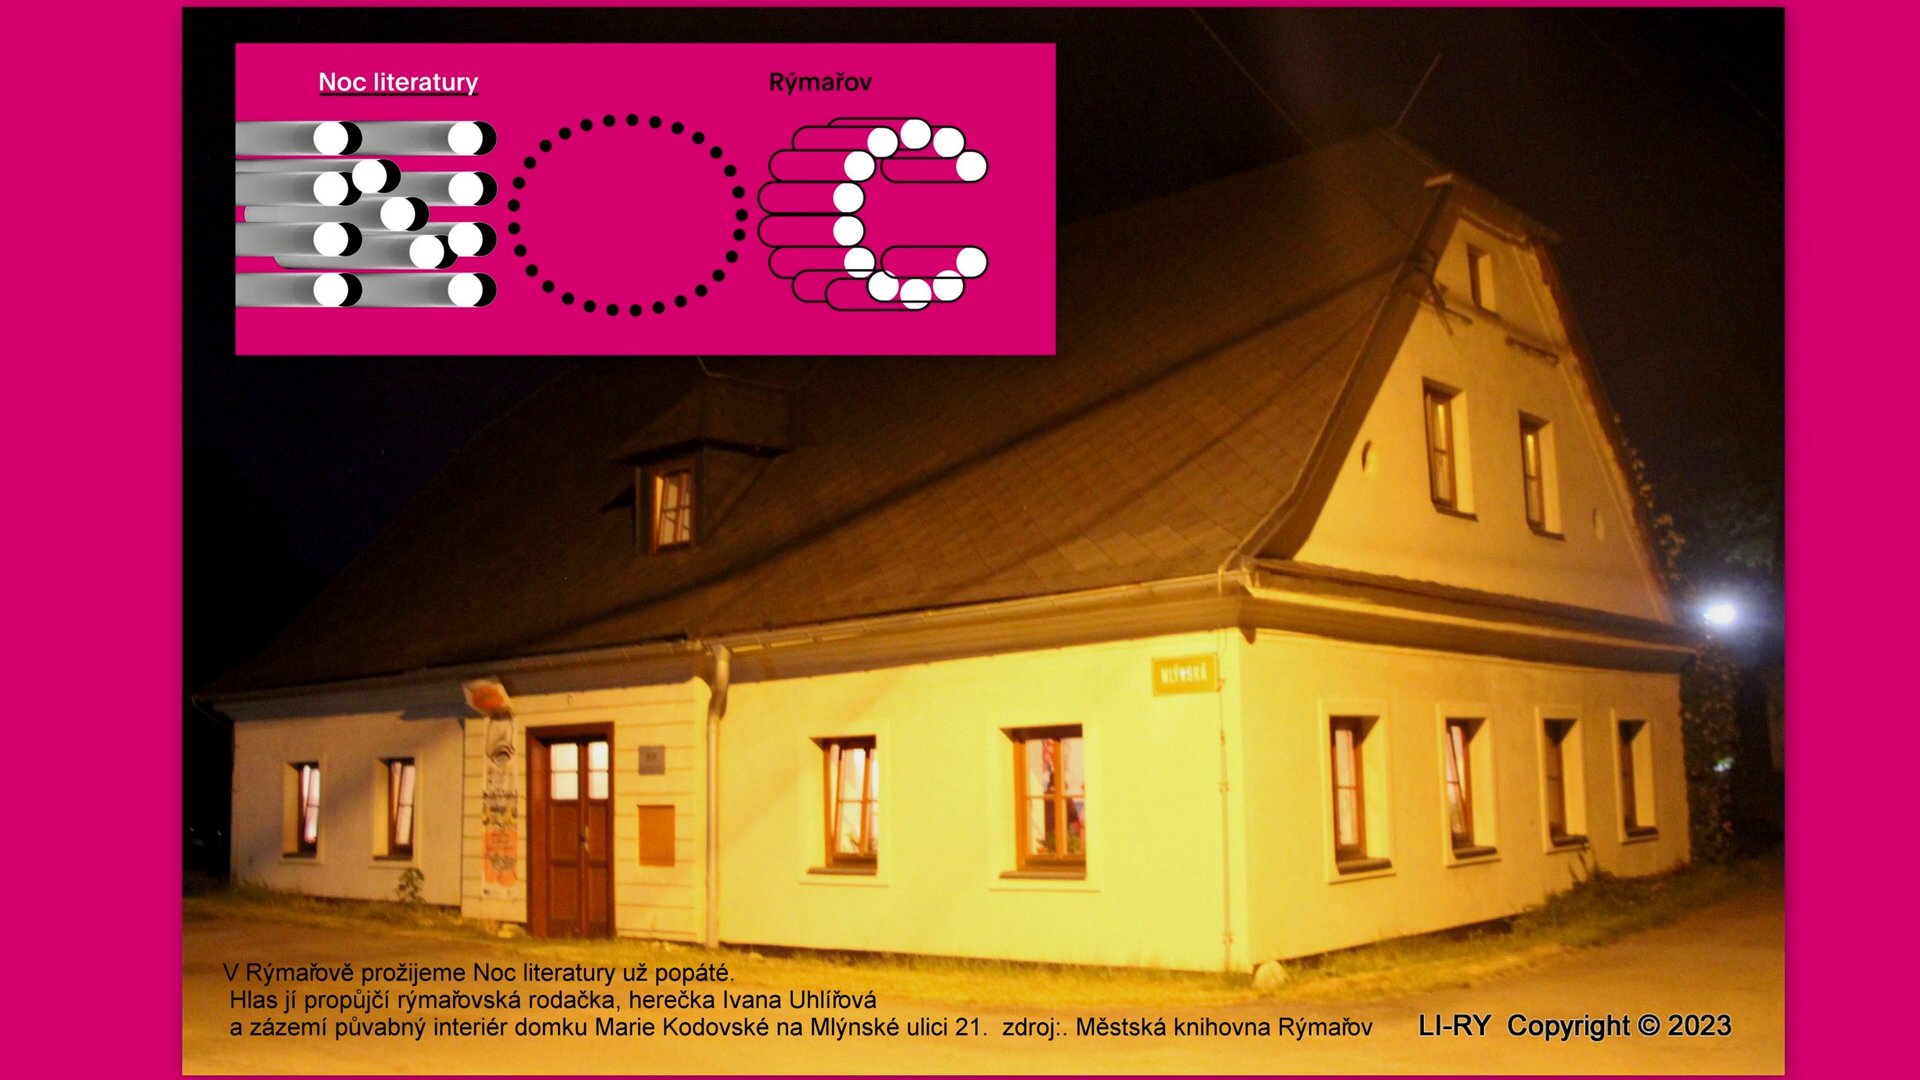 Noc literatury
Rýmařov
NOC
MLÝNSKÁ
V Rýmařově prožijeme Noc literatury už popáté.
Hlas jí propůjčí rýmařovská rodačka, herečka Ivana Uhlířová
a zázemí půvabný interiér domku Marie Kodovské na Mlýnské ulici 21. zdroj:. Městská knihovna Rýmařov
LI-RY Copyright © 2023